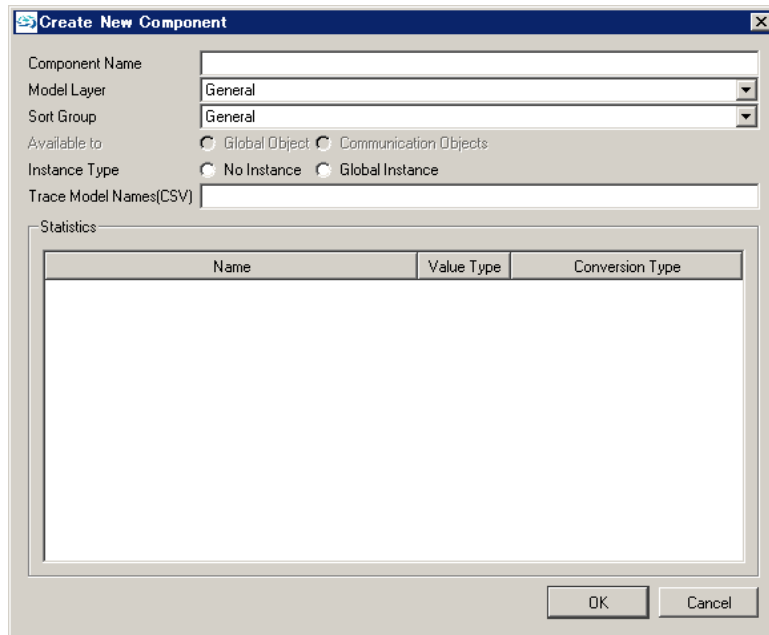 Create New Component
Component Name
Model Layer General
Sort Group General
Available to Global Object Communication Objects
Instance Type No Instance Global Instance
Trace Model Names(CSV)
Statistics
Name Value Type Conversion Type
OK Cancel